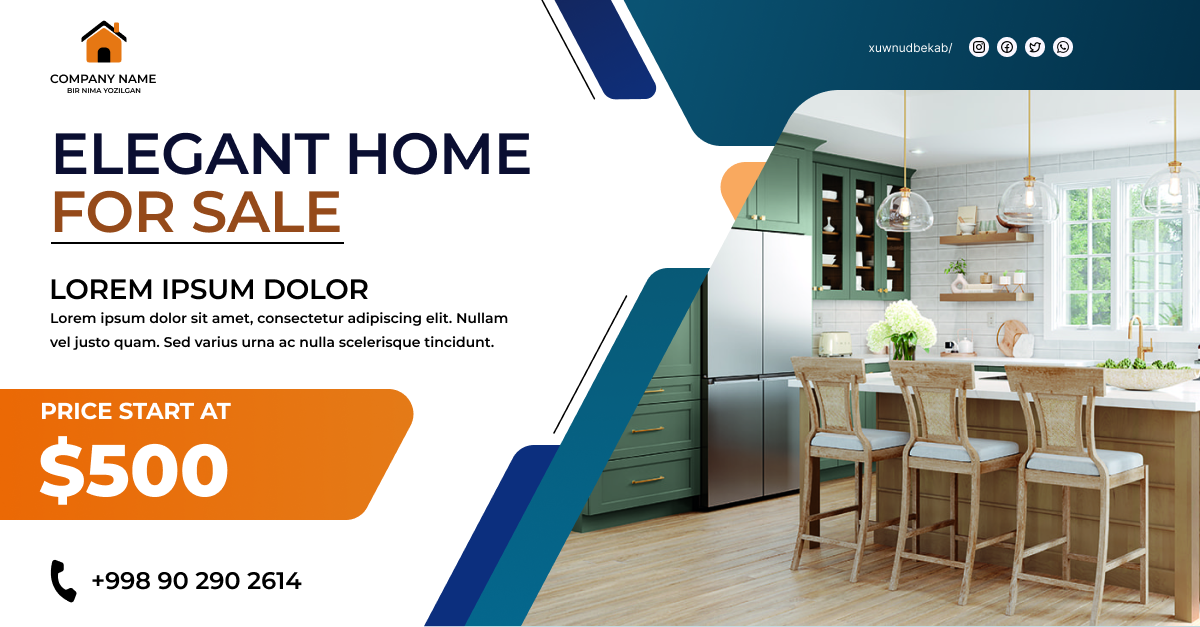 COMPANY NAME
BIR NIMA YOZILGAN
xuwnudbekab/
ELEGANT HOME
FOR SALE
LOREM IPSUM DOLOR
Lorem ipsum dolor sit amet, consectetur adipiscing elit. Nullam
vel justo quam. Sed varius urna ac nulla scelerisque tincidunt.
PRICE START AT
$500
+998 90 290 2614